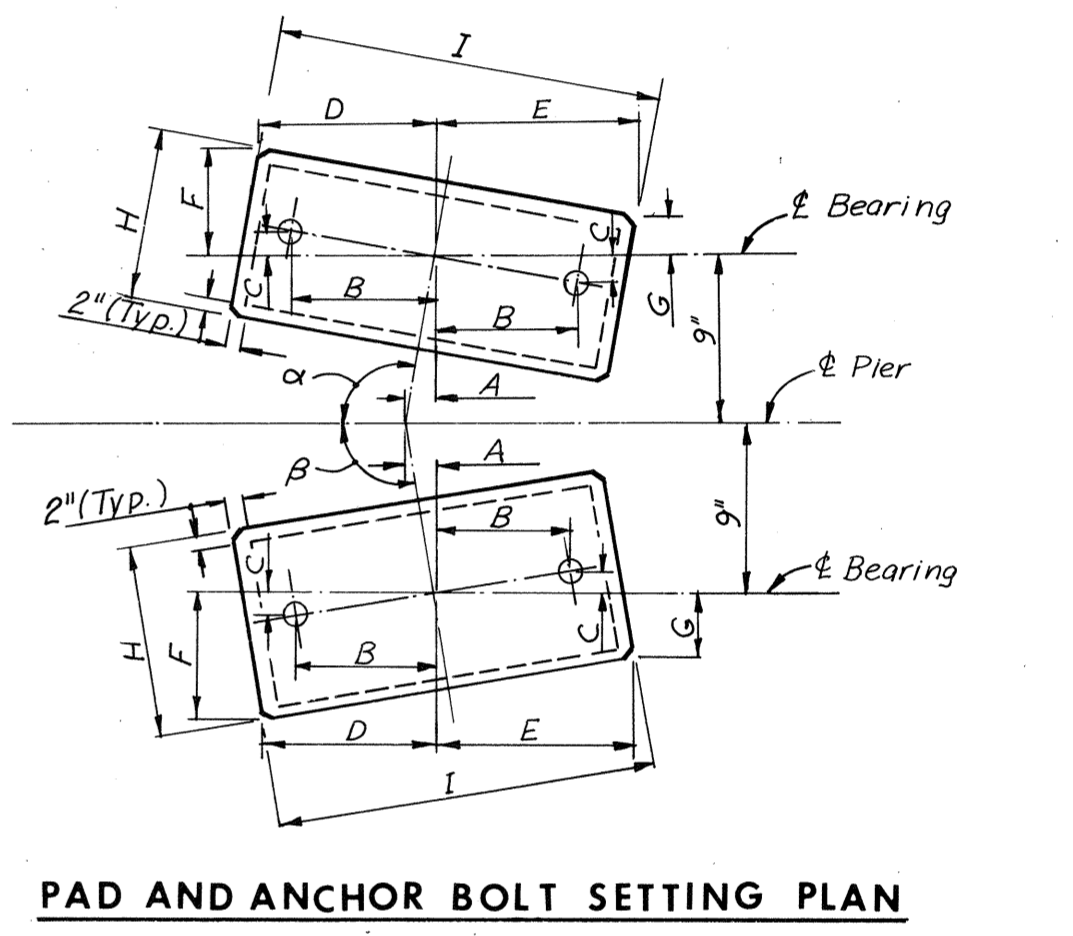 I
D
E
H
F
C
C
℄ Bearing
B
B
G
9"
2"(Typ.)
α
A
℄ Pier
β
A
2"(Typ.)
B
9"
C
℄ Bearing
H
F
B
C
G
D
E
I
PAD AND ANCHOR BOLT SETTING PLAN